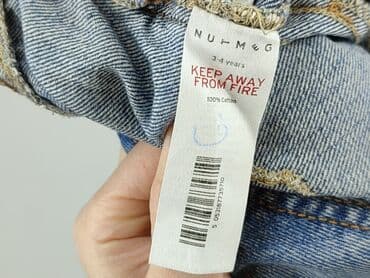 NUTMEG
3-4 years
KEEP AWAY
FROM FIRE
100% Cotton